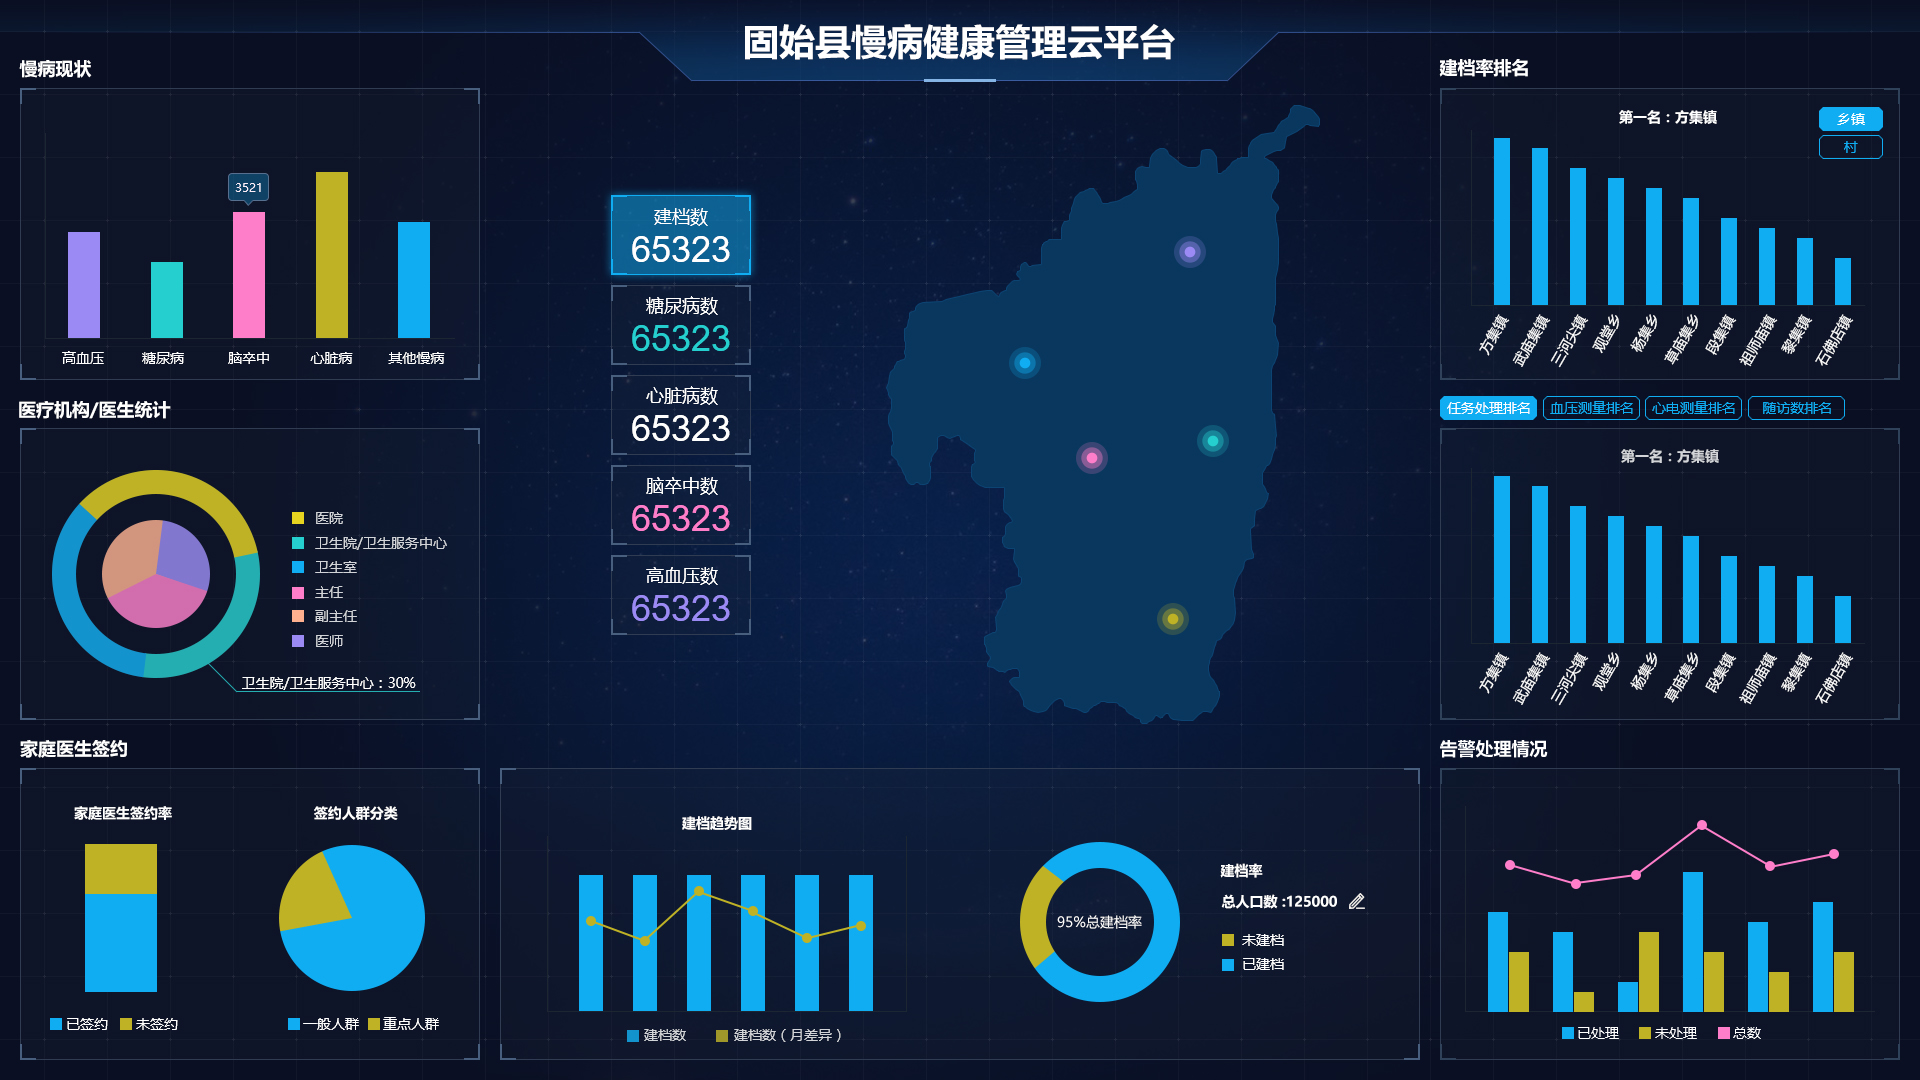 固始县慢病健康管理云平台
慢病现状
3521
高血压 糖尿病 脑卒中 心脏病 其他慢病
医疗机构/医生统计
医院
卫生院/卫生服务中心
卫生室
主任
副主任
医师
卫生院/卫生服务中心：30%
家庭医生签约
家庭医生签约率
已签约 未签约
签约人群分类
一般人群 重点人群
建档数
65323
糖尿病数
65323
心脏病数
65323
脑卒中数
65323
高血压数
65323
建档趋势图
建档数 建档数（月差异）
95%总建档率
建档率
总人口数 :125000
未建档
已建档
建档率排名
第一名：方集镇
乡镇
村
方集镇 武庙集镇 三河尖镇 观堂乡 杨集乡 草庙集乡 段集镇 祖师庙镇 黎集镇 石佛店镇
任务处理排名 血压测量排名 心电测量排名 随访数排名
第一名：方集镇
方集镇 武庙集镇 三河尖镇 观堂乡 杨集乡 草庙集乡 段集镇 祖师庙镇 黎集镇 石佛店镇
告警处理情况
已处理 未处理 总数